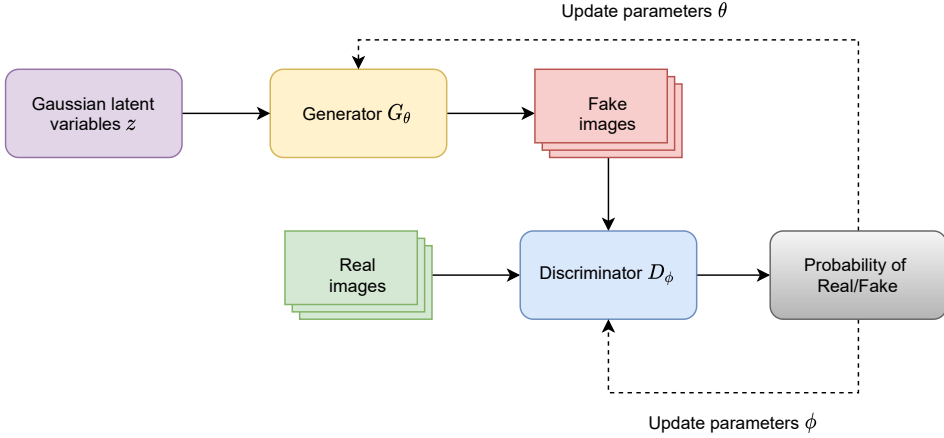 Update parameters θ
Gaussian latent
variables z
Generator G_θ
Fake
images
Real
images
Discriminator D_ϕ
Probability of
Real/Fake
Update parameters ϕ